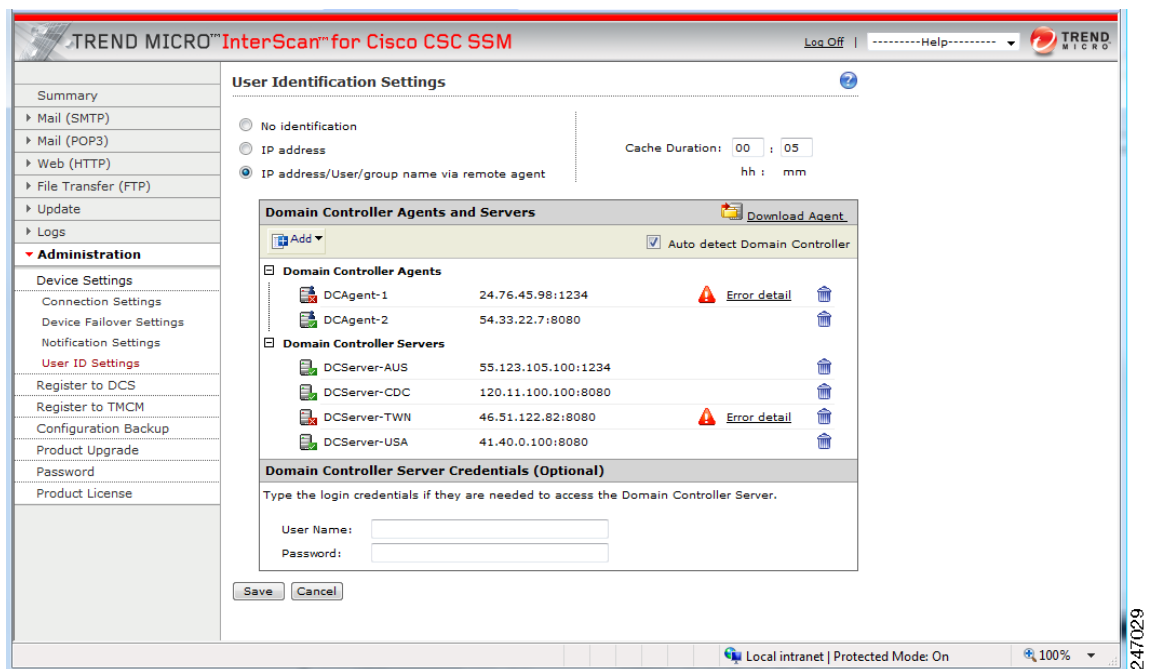 TREND MICRO™ InterScan™ for Cisco CSC SSM
Log Off | ---------Help---------
TREND MICRO
Summary
Mail (SMTP)
Mail (POP3)
Web (HTTP)
File Transfer (FTP)
Update
Logs
Administration
Device Settings
Connection Settings
Device Failover Settings
Notification Settings
User ID Settings
Register to DCS
Register to TMCM
Configuration Backup
Product Upgrade
Password
Product License
User Identification Settings
No identification
IP address
IP address/User/group name via remote agent
Cache Duration: 00 : 05
hh : mm
Domain Controller Agents and Servers
Download Agent
Add
Auto detect Domain Controller
Domain Controller Agents
DCAgent-1 24.76.45.98:1234 Error detail
DCAgent-2 54.33.22.7:8080
Domain Controller Servers
DCServer-AUS 55.123.105.100:1234
DCServer-CDC 120.11.100.100:8080
DCServer-TWN 46.51.122.82:8080 Error detail
DCServer-USA 41.40.0.100:8080
Domain Controller Server Credentials (Optional)
Type the login credentials if they are needed to access the Domain Controller Server.
User Name:
Password:
Save Cancel
Local intranet | Protected Mode: On 100%
247029